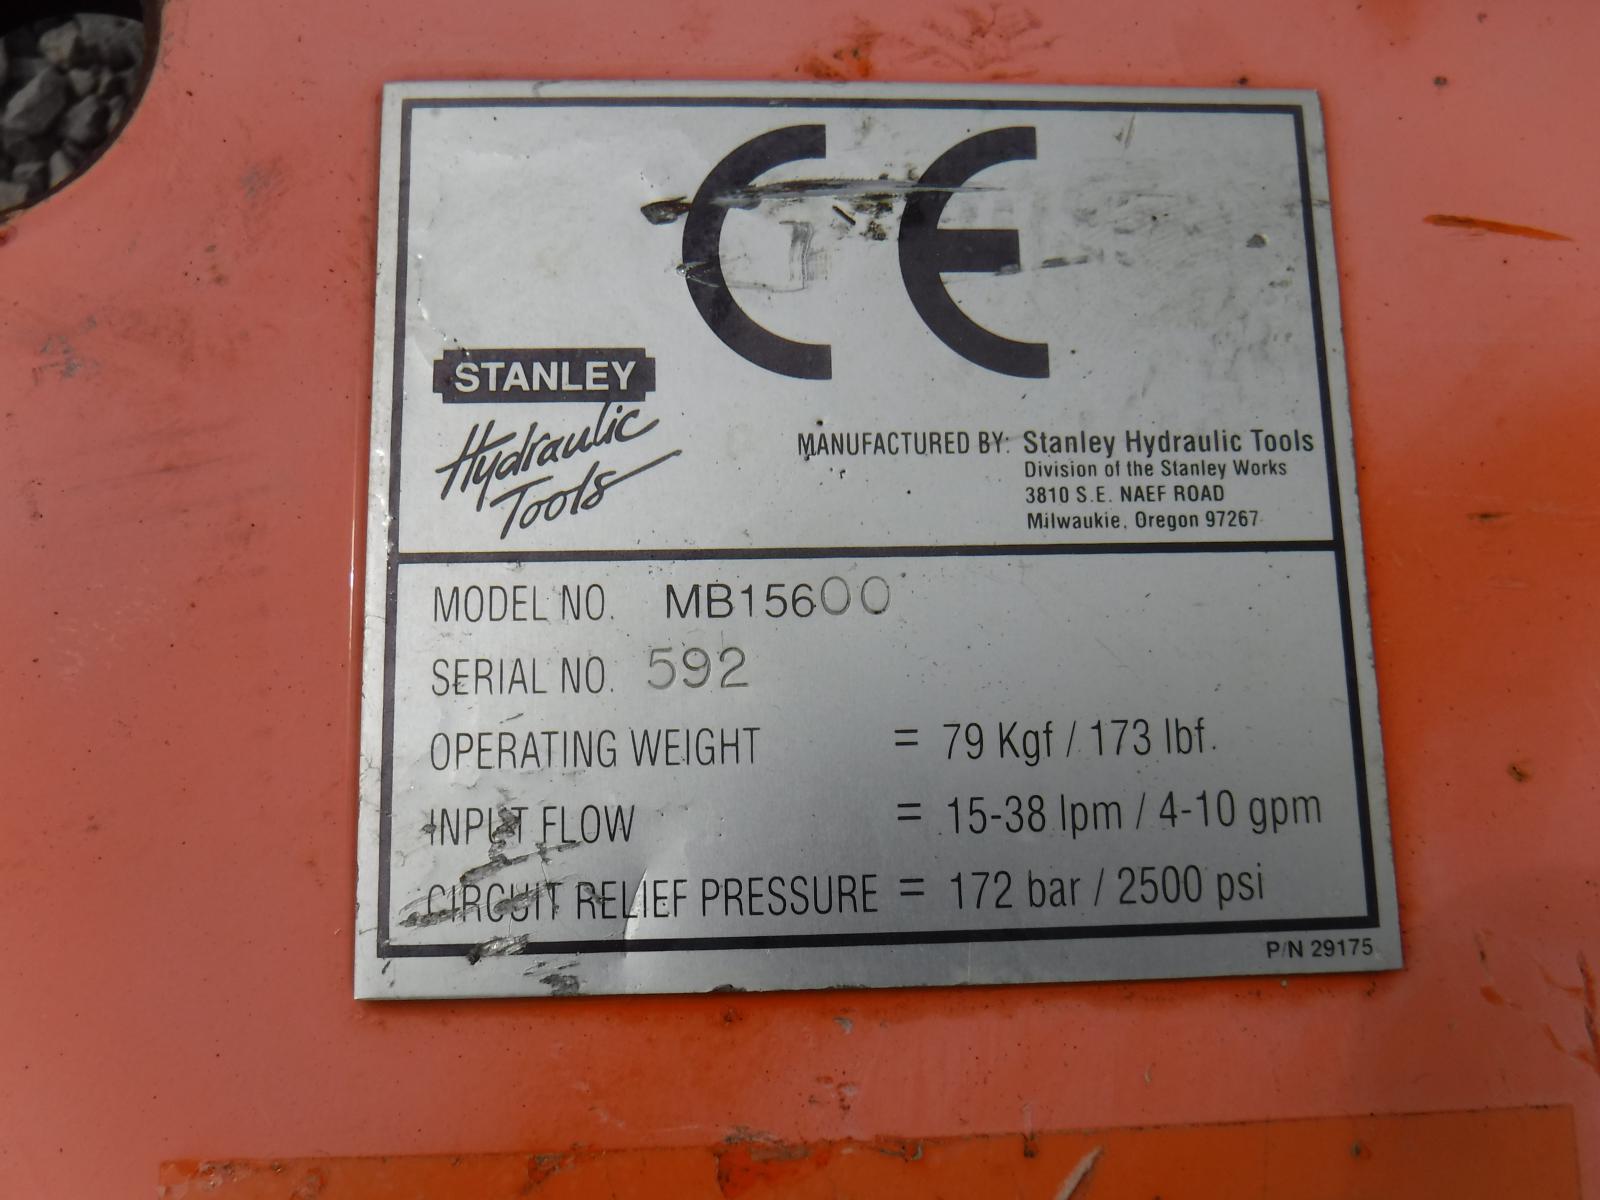 CE
STANLEY
Hydraulic
Tools
MANUFACTURED BY: Stanley Hydraulic Tools
Division of the Stanley Works
3810 S.E. NAEF ROAD
Milwaukie, Oregon 97267
MODEL NO. MB15600
SERIAL NO. 592
OPERATING WEIGHT = 79 Kgf / 173 lbf.
INPUT FLOW = 15-38 lpm / 4-10 gpm
CIRCUIT RELIEF PRESSURE = 172 bar / 2500 psi
P/N 29175